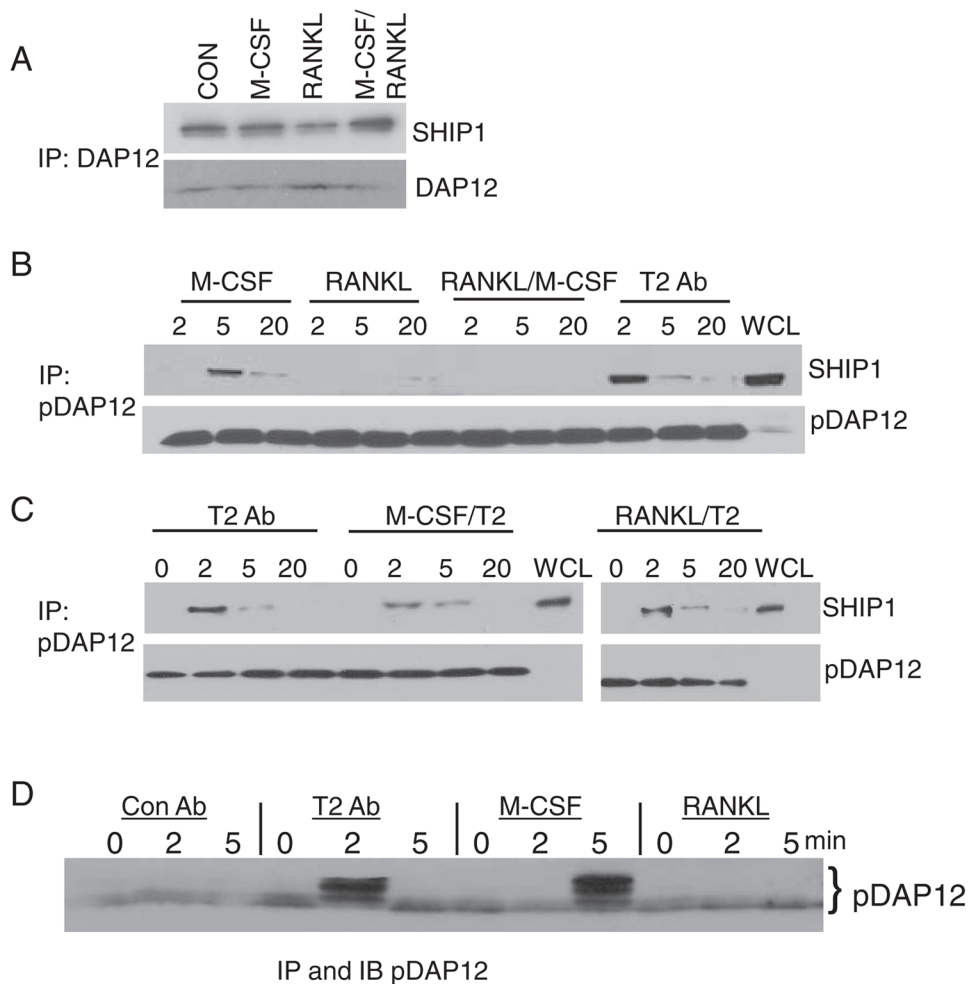 A
CON
M-CSF
RANKL
M-CSF/
RANKL
IP: DAP12
SHIP1
DAP12
B
M-CSF RANKL RANKL/M-CSF T2 Ab
2 5 20 2 5 20 2 5 20 2 5 20 WCL
IP:
pDAP12
SHIP1
pDAP12
C
T2 Ab M-CSF/T2 RANKL/T2
0 2 5 20 0 2 5 20 WCL 0 2 5 20 WCL
IP:
pDAP12
SHIP1
pDAP12
D
Con Ab T2 Ab M-CSF RANKL
0 2 5 0 2 5 0 2 5 0 2 5 min
} pDAP12
IP and IB pDAP12